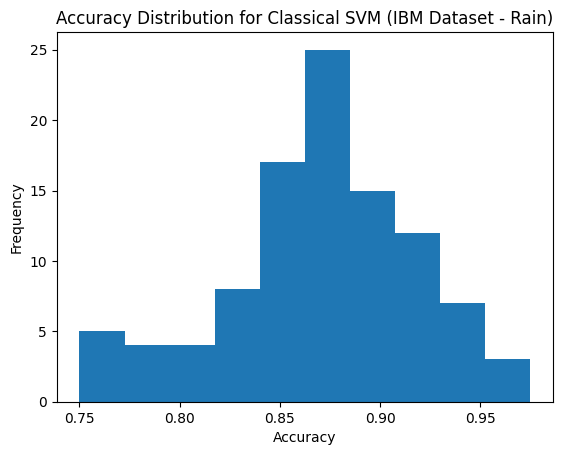 Accuracy Distribution for Classical SVM (IBM Dataset - Rain)
Frequency
25
20
15
10
5
0
0.75 0.80 0.85 0.90 0.95
Accuracy